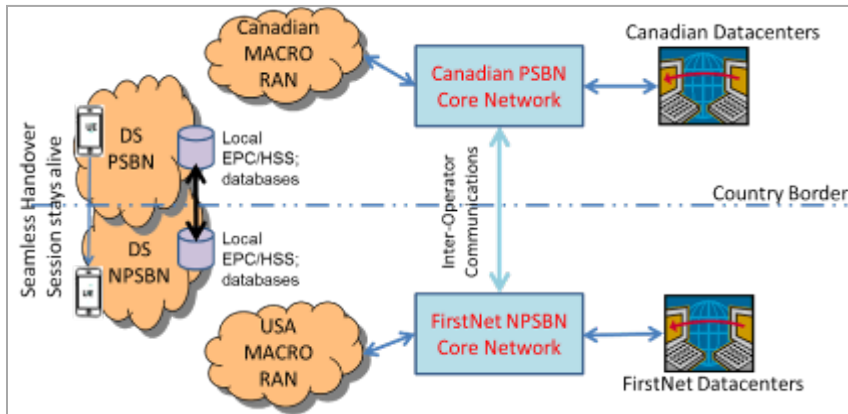 Canadian
MACRO
RAN
Canadian PSBN
Core Network
Canadian Datacenters
UE
DS
PSBN
Local
EPC/HSS;
databases
Seamless Handover
Session stays alive
Inter-Operator
Communications
Country Border
DS
NPSBN
UE
Local
EPC/HSS;
databases
USA
MACRO
RAN
FirstNet NPSBN
Core Network
FirstNet Datacenters